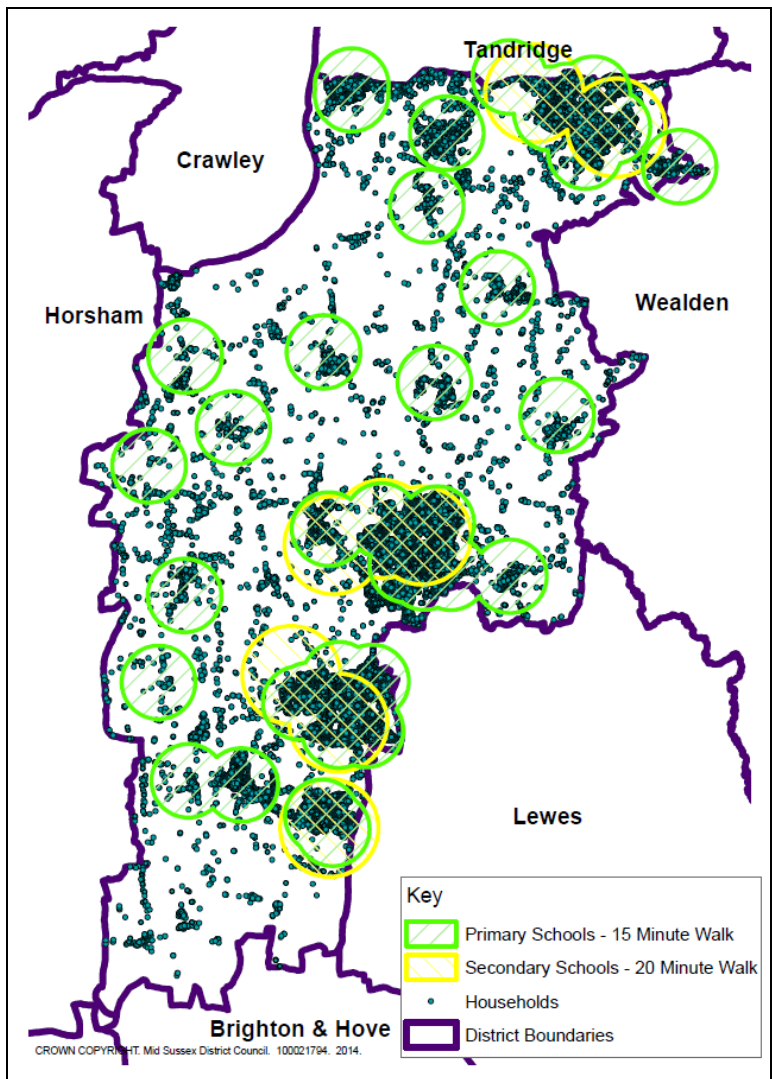 Tandridge
Crawley
Horsham
Wealden
Lewes
Key
Primary Schools - 15 Minute Walk
Secondary Schools - 20 Minute Walk
Households
District Boundaries
Brighton & Hove
CROWN COPYRIGHT. Mid Sussex District Council. 100021794. 2014.